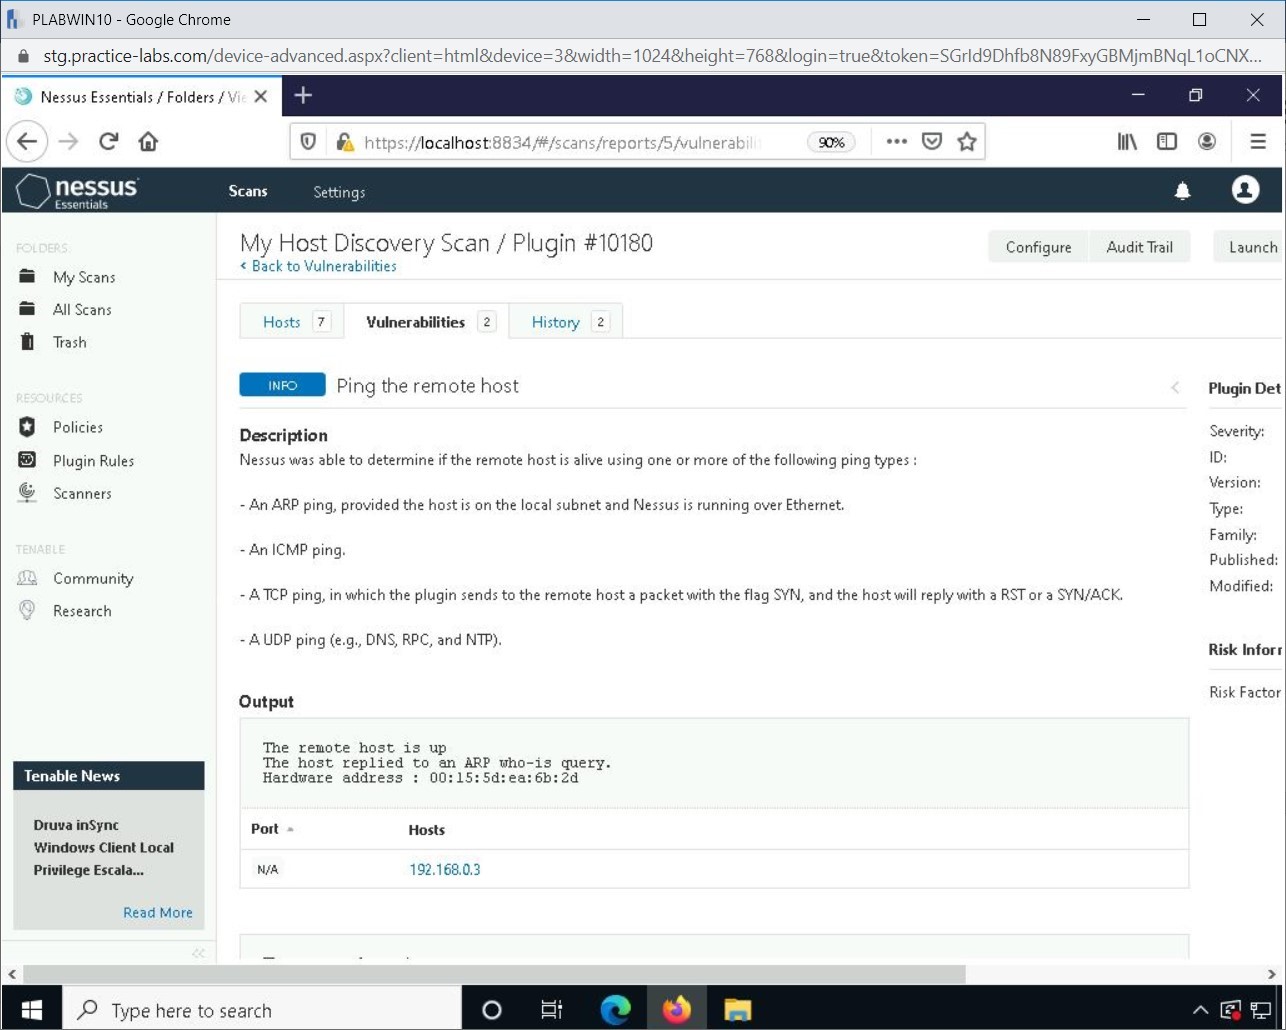 PLABWIN10 - Google Chrome
stg.practice-labs.com/device-advanced.aspx?client=html&device=3&width=1024&height=768&login=true&token=SGrId9Dhfb8N89FxyGBMjmBNqL1oCNX...
Nessus Essentials / Folders / Vie
https://localhost:8834/#/scans/reports/5/vulnerabili
90%
nessus
Essentials
Scans
Settings
FOLDERS
My Scans
All Scans
Trash
RESOURCES
Policies
Plugin Rules
Scanners
TENABLE
Community
Research
Tenable News
Druva inSync
Windows Client Local
Privilege Escala...
Read More
My Host Discovery Scan / Plugin #10180
< Back to Vulnerabilities
Configure
Audit Trail
Launch
Hosts 7
Vulnerabilities 2
History 2
INFO
Ping the remote host
Description
Nessus was able to determine if the remote host is alive using one or more of the following ping types :
- An ARP ping, provided the host is on the local subnet and Nessus is running over Ethernet.
- An ICMP ping.
- A TCP ping, in which the plugin sends to the remote host a packet with the flag SYN, and the host will reply with a RST or a SYN/ACK.
- A UDP ping (e.g., DNS, RPC, and NTP).
Output
The remote host is up
The host replied to an ARP who-is query.
Hardware address : 00:15:5d:ea:6b:2d
Port Hosts
N/A 192.168.0.3
Plugin Det
Severity:
ID:
Version:
Type:
Family:
Published:
Modified:
Risk Infor
Risk Factor
Type here to search